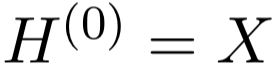 H^{(0)} = X